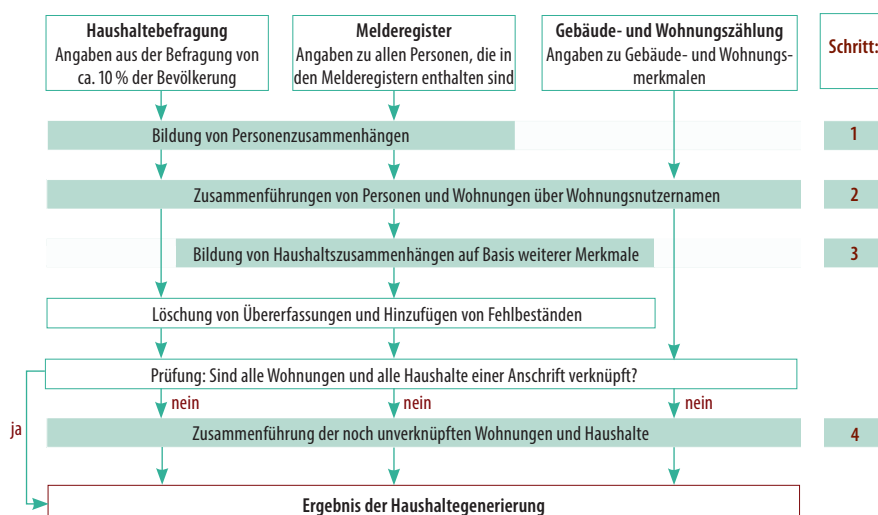 Haushaltebefragung
Angaben aus der Befragung von
ca. 10 % der Bevölkerung
Melderegister
Angaben zu allen Personen, die in
den Melderegistern enthalten sind
Gebäude- und Wohnungszählung
Angaben zu Gebäude- und Wohnungs-
merkmalen
Schritt:
Bildung von Personenzusammenhängen
1
Zusammenführungen von Personen und Wohnungen über Wohnungsnutzernamen
2
Bildung von Haushaltszusammenhängen auf Basis weiterer Merkmale
3
Löschung von Übererfassungen und Hinzufügen von Fehlbeständen
Prüfung: Sind alle Wohnungen und alle Haushalte einer Anschrift verknüpft?
nein
nein
nein
ja
Zusammenführung der noch unverknüpften Wohnungen und Haushalte
4
Ergebnis der Haushaltegenerierung